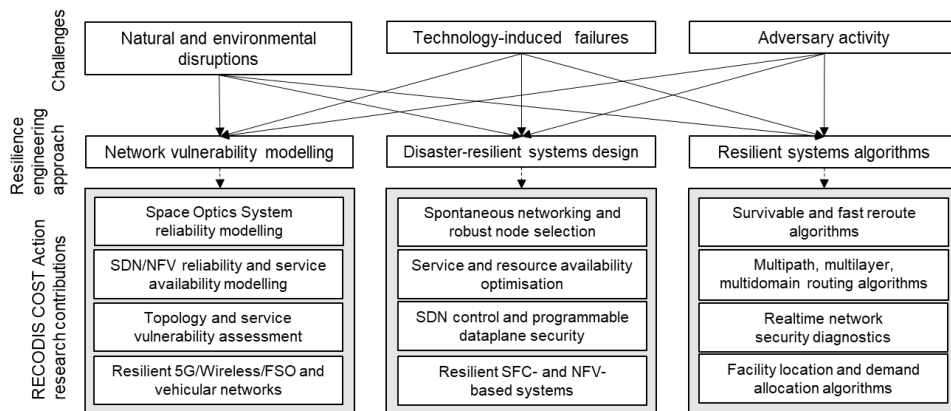 Challenges
Natural and environmental
disruptions
Technology-induced failures
Adversary activity
Resilience
engineering
approach
Network vulnerability modelling
Disaster-resilient systems design
Resilient systems algorithms
RECODIS COST Action
research contributions
Space Optics System
reliability modelling
SDN/NFV reliability and service
availability modelling
Topology and service
vulnerability assessment
Resilient 5G/Wireless/FSO and
vehicular networks
Spontaneous networking and
robust node selection
Service and resource availability
optimisation
SDN control and programmable
dataplane security
Resilient SFC- and NFV-
based systems
Survivable and fast reroute
algorithms
Multipath, multilayer,
multidomain routing algorithms
Realtime network
security diagnostics
Facility location and demand
allocation algorithms